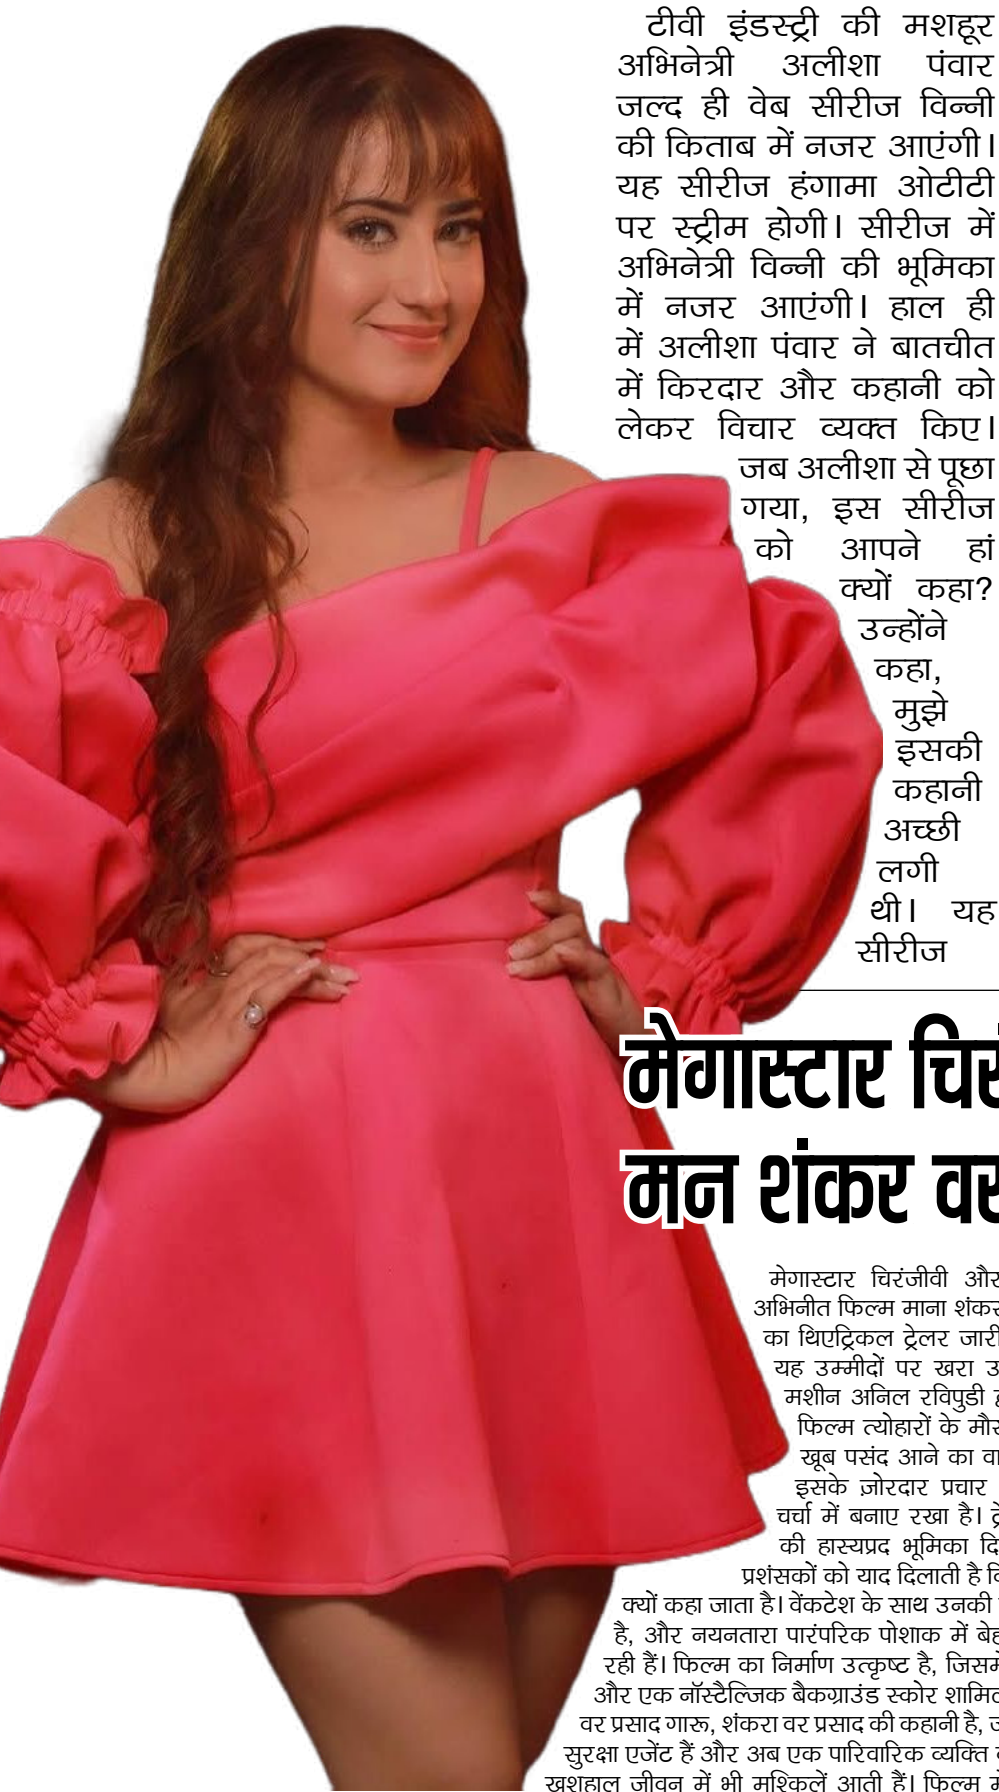 टीवी इंडस्ट्री की मशहूर
अभिनेत्री अलीशा पंवार
जल्द ही वेब सीरीज विन्नी
की किताब में नजर आएंगी।
यह सीरीज हंगामा ओटीटी
पर स्ट्रीम होगी। सीरीज में
अभिनेत्री विन्नी की भूमिका
में नजर आएंगी। हाल ही
में अलीशा पंवार ने बातचीत
में किरदार और कहानी को
लेकर विचार व्यक्त किए।
जब अलीशा से पूछा
गया, इस सीरीज
को आपने हां
क्यों कहा?
उन्होंने
कहा,
मुझे
इसकी
कहानी
अच्छी
लगी
थी। यह
सीरीज
मेगास्टार
मन शंकर
मेगास्टार चिरंजीवी और
अभिनीत फिल्म माना शंकर
का थिएट्रिकल ट्रेलर जारी
यह उम्मीदों पर खरा
मशीन अनिल रविपुडी
फिल्म त्योहारों के
खूब पसंद आने का
इसके ज़ोरदार प्रचार
चर्चा में बनाए रखा है।
की हास्यप्रद भूमिका
प्रशंसकों को याद दिलाती है
क्यों कहा जाता है। वेंकटेश के साथ उनकी
है, और नयनतारा पारंपरिक पोशाक में
रही हैं। फिल्म का निर्माण उत्कृष्ट है,
और एक नॉस्टैल्जिक बैकग्राउंड स्कोर
वर प्रसाद गारू, शंकरा वर प्रसाद की कहानी है,
सुरक्षा एजेंट हैं और अब एक पारिवारिक व्यक्ति
खुशहाल जीवन में भी मुश्किलें आती हैं। फिल्म